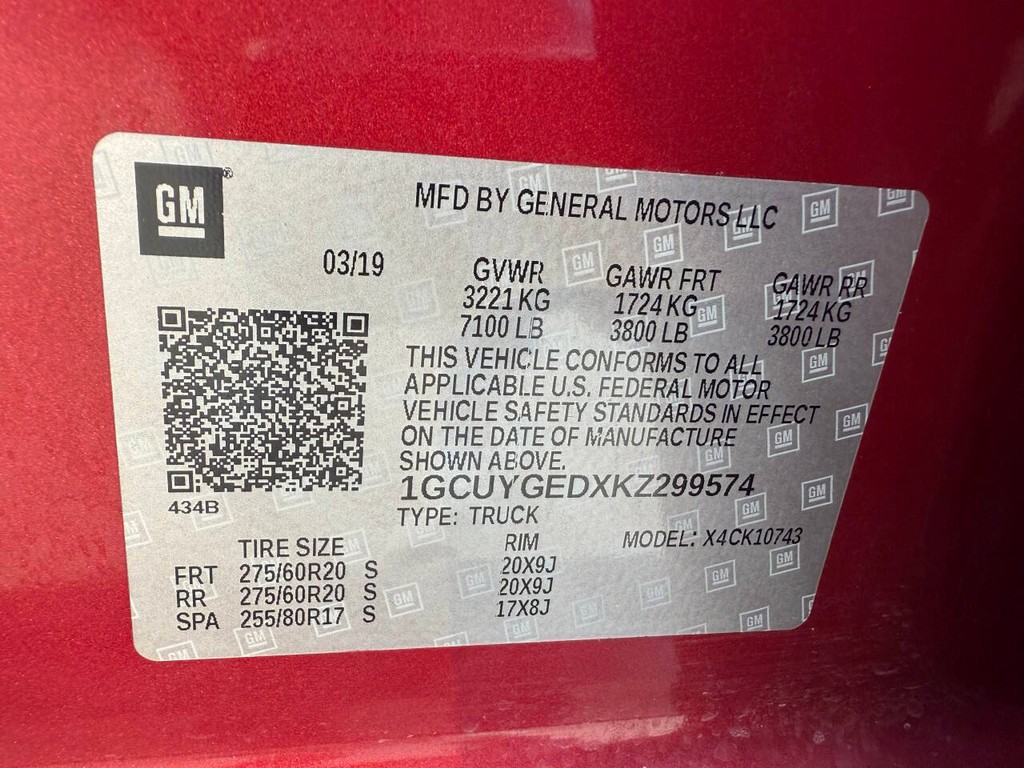 GM®
MFD BY GENERAL MOTORS LLC
03/19
GVWR GAWR FRT GAWR RR
3221 KG 1724 KG 1724 KG
7100 LB 3800 LB 3800 LB
THIS VEHICLE CONFORMS TO ALL
APPLICABLE U.S. FEDERAL MOTOR
VEHICLE SAFETY STANDARDS IN EFFECT
ON THE DATE OF MANUFACTURE
SHOWN ABOVE.
1GCUYGEDXKZ299574
434B
TYPE: TRUCK
MODEL: X4CK10743
TIRE SIZE RIM
FRT 275/60R20 S 20X9J
RR 275/60R20 S 20X9J
SPA 255/80R17 S 17X8J